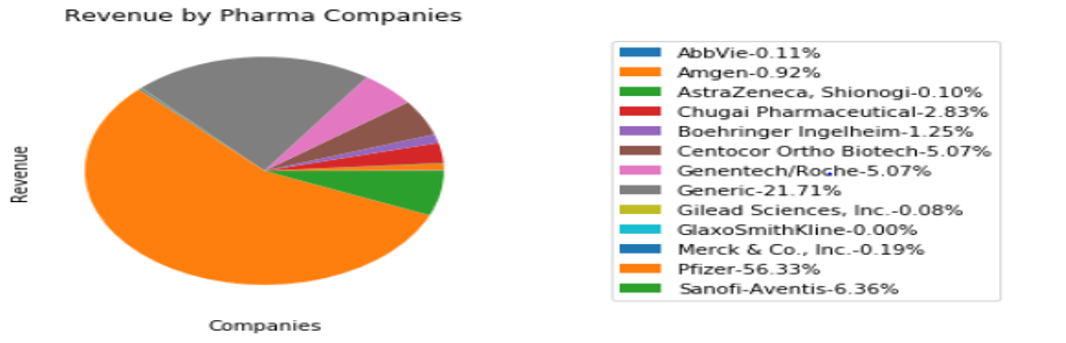 Revenue by Pharma Companies
Revenue
Companies
AbbVie-0.11%
Amgen-0.92%
AstraZeneca, Shionogi-0.10%
Chugai Pharmaceutical-2.83%
Boehringer Ingelheim-1.25%
Centocor Ortho Biotech-5.07%
Genentech/Roche-5.07%
Generic-21.71%
Gilead Sciences, Inc.-0.08%
GlaxoSmithKline-0.00%
Merck & Co., Inc.-0.19%
Pfizer-56.33%
Sanofi-Aventis-6.36%